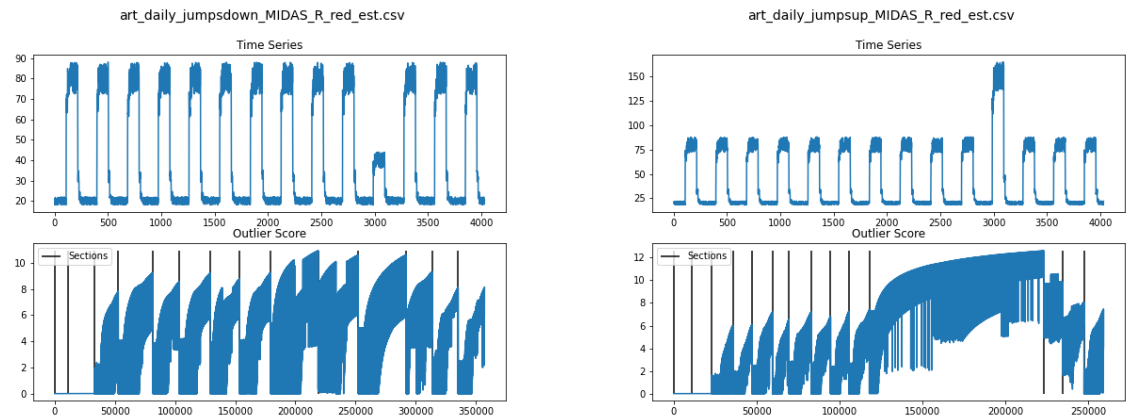 art_daily_jumpsdown_MIDAS_R_red_est.csv
Time Series
90
80
70
60
50
40
30
20
0 500 1000 1500 2000 2500 3000 3500 4000
Outlier Score
Sections
10
8
6
4
2
0
0 50000 100000 150000 200000 250000 300000 350000
art_daily_jumpsup_MIDAS_R_red_est.csv
Time Series
150
125
100
75
50
25
0 500 1000 1500 2000 2500 3000 3500 4000
Outlier Score
Sections
12
10
8
6
4
2
0
0 50000 100000 150000 200000 250000